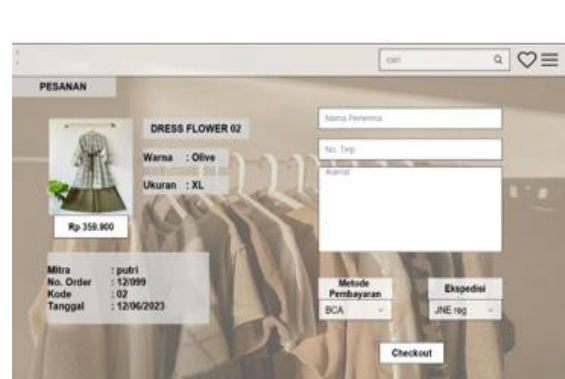 cari
PESANAN
DRESS FLOWER 02
Warna : Olive
Ukuran : XL
Rp 359.900
Mitra : putri
No. Order : 12/099
Kode : 02
Tanggal : 12/06/2023
Nama Penerima
No. Telp
Alamat
Metode
Pembayaran
BCA
Ekspedisi
JNE reg
Checkout